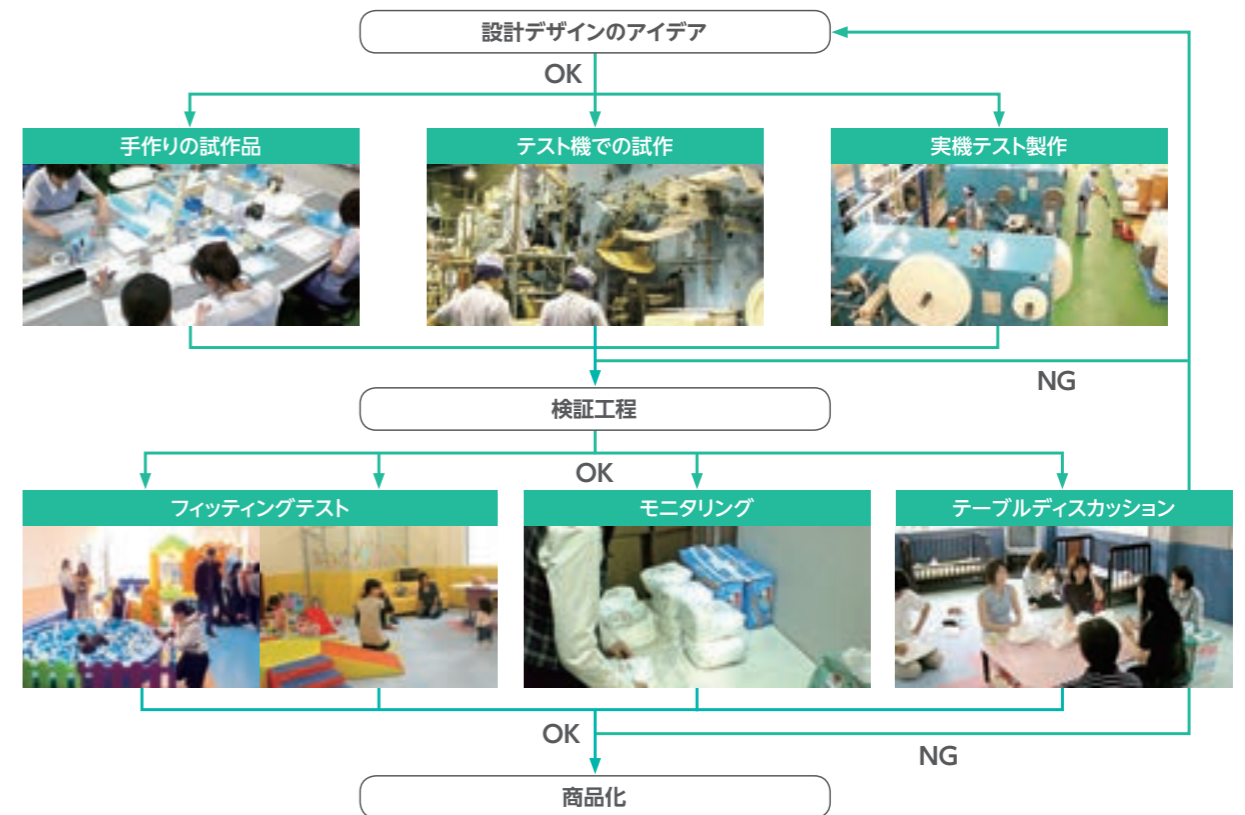 設計デザインのアイデア
OK
手作りの試作品
テスト機での試作
実機テスト製作
NG
検証工程
OK
フィッティングテスト
モニタリング
テーブルディスカッション
OK
NG
商品化